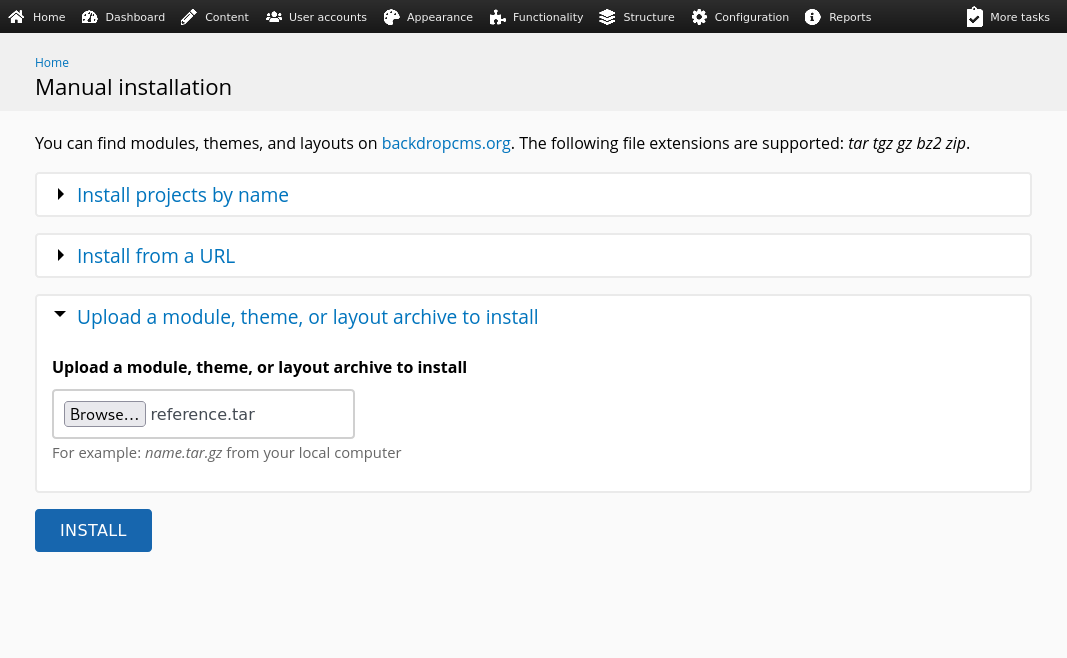 Home Dashboard Content User accounts Appearance Functionality Structure Configuration Reports More tasks
Home
Manual installation
You can find modules, themes, and layouts on backdropcms.org. The following file extensions are supported: tar tgz gz bz2 zip.
Install projects by name
Install from a URL
Upload a module, theme, or layout archive to install
Upload a module, theme, or layout archive to install
Browse... reference.tar
For example: name.tar.gz from your local computer
INSTALL